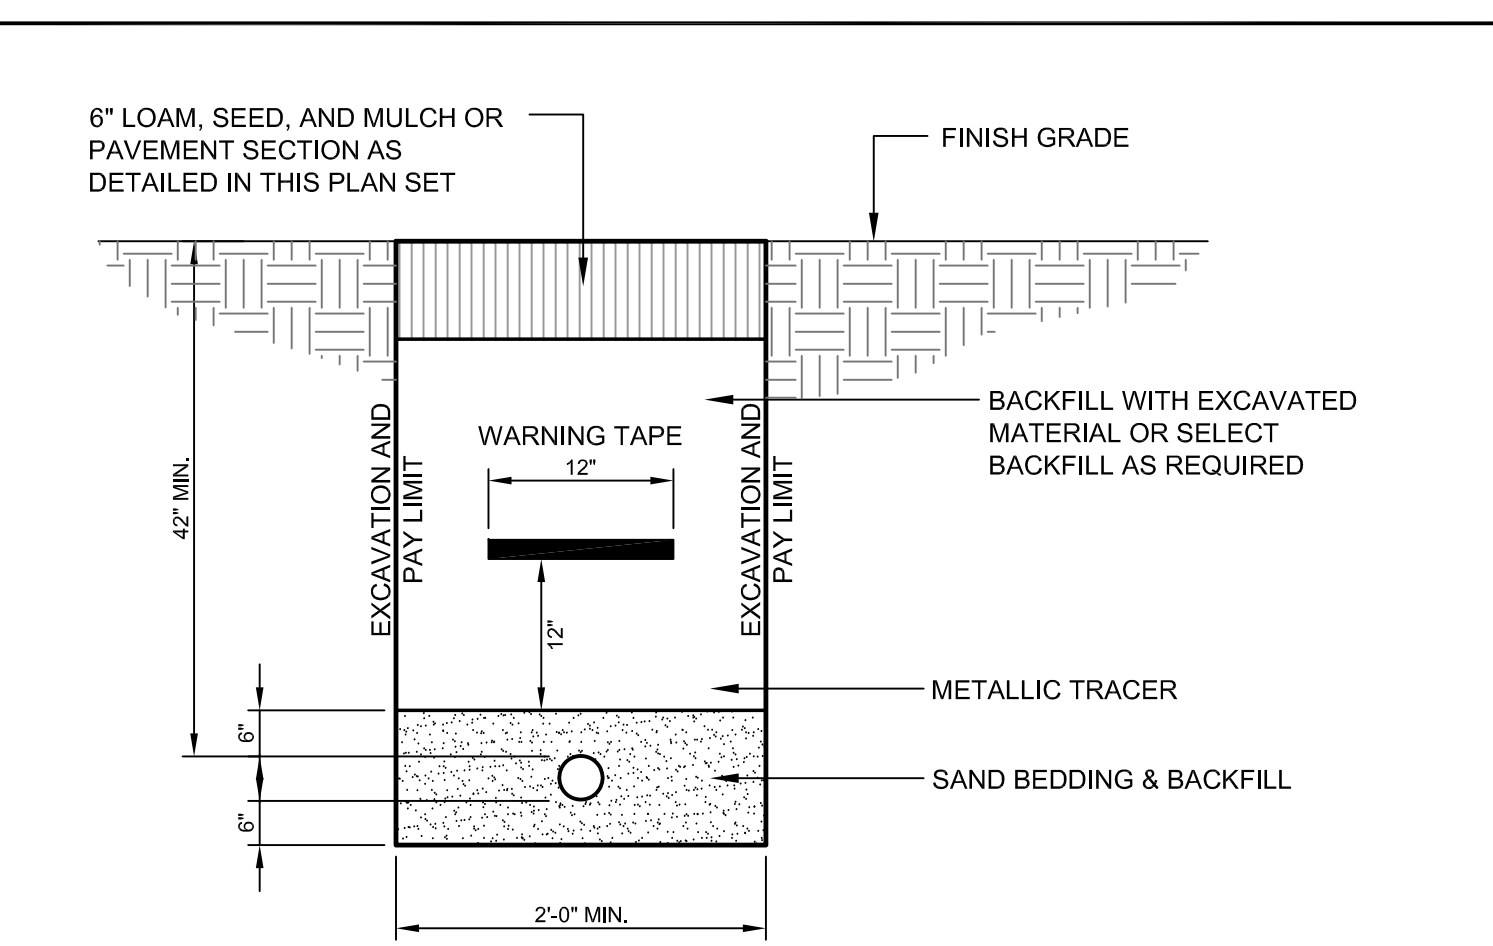 6" LOAM, SEED, AND MULCH OR
PAVEMENT SECTION AS
DETAILED IN THIS PLAN SET
FINISH GRADE
BACKFILL WITH EXCAVATED
MATERIAL OR SELECT
BACKFILL AS REQUIRED
WARNING TAPE
12"
EXCAVATION AND
PAY LIMIT
EXCAVATION AND
PAY LIMIT
42" MIN.
12"
METALLIC TRACER
6"
SAND BEDDING & BACKFILL
6"
2'-0" MIN.